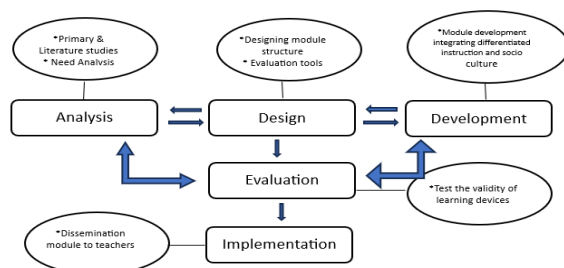 *Primary &
Literature studies
* Need Analysis
*Designing module
structure
* Evaluation tools
*Module development
integrating differentiated
instruction and socio
culture
Analysis
Design
Development
Evaluation
*Test the validity of
learning devices
*Dissemination
module to teachers
Implementation